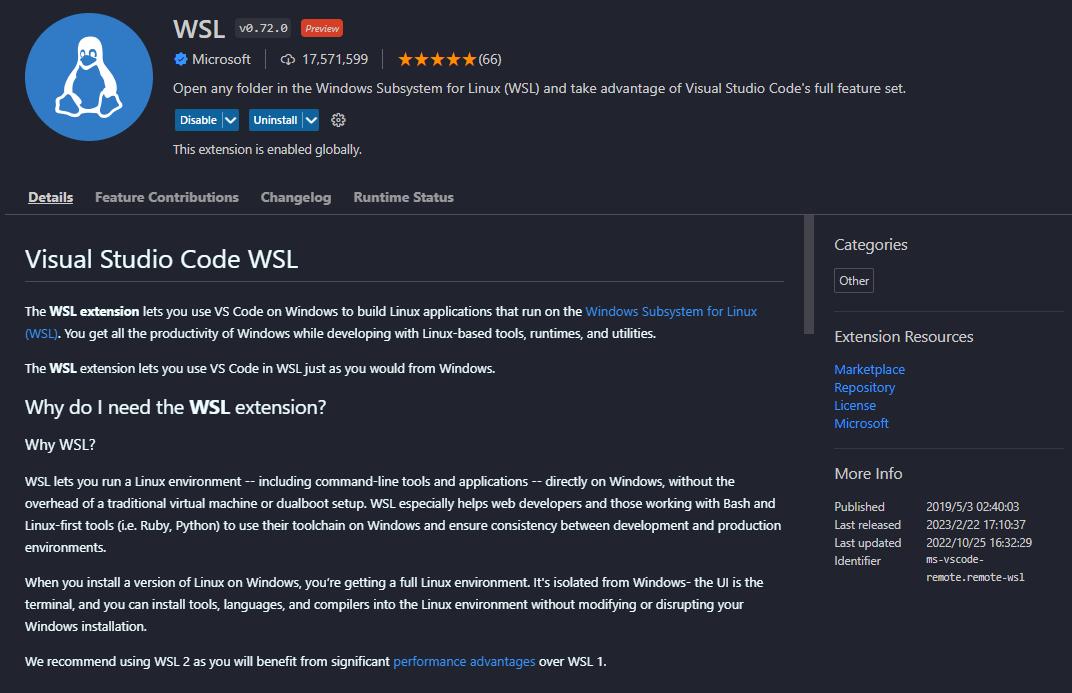 WSL v0.72.0 Preview
Microsoft 17,571,599 (66)
Open any folder in the Windows Subsystem for Linux (WSL) and take advantage of Visual Studio Code's full feature set.
Disable Uninstall
This extension is enabled globally.
Details Feature Contributions Changelog Runtime Status
Visual Studio Code WSL
The WSL extension lets you use VS Code on Windows to build Linux applications that run on the Windows Subsystem for Linux
(WSL). You get all the productivity of Windows while developing with Linux-based tools, runtimes, and utilities.
The WSL extension lets you use VS Code in WSL just as you would from Windows.
Why do I need the WSL extension?
Why WSL?
WSL lets you run a Linux environment -- including command-line tools and applications -- directly on Windows, without the
overhead of a traditional virtual machine or dualboot setup. WSL especially helps web developers and those working with Bash and
Linux-first tools (i.e. Ruby, Python) to use their toolchain on Windows and ensure consistency between development and production
environments.
When you install a version of Linux on Windows, you're getting a full Linux environment. It's isolated from Windows- the UI is the
terminal, and you can install tools, languages, and compilers into the Linux environment without modifying or disrupting your
Windows installation.
We recommend using WSL 2 as you will benefit from significant performance advantages over WSL 1.
Categories
Other
Extension Resources
Marketplace
Repository
License
Microsoft
More Info
Published 2019/5/3 02:40:03
Last released 2023/2/22 17:10:37
Last updated 2022/10/25 16:32:29
Identifier ms-vscode-
remote.remote-wsl